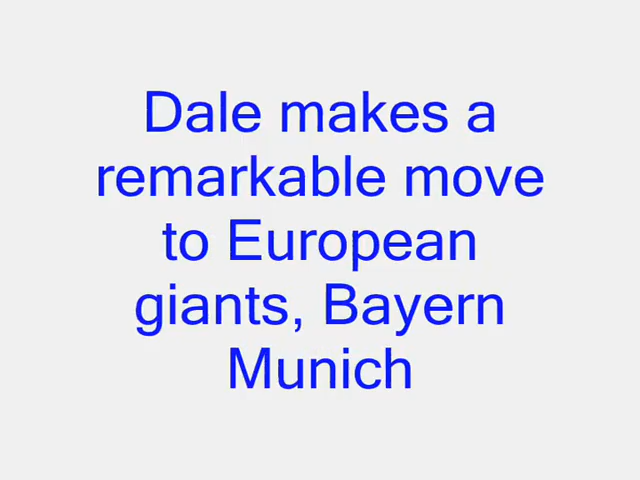 Dale makes a
remarkable move
to European
giants, Bayern
Munich